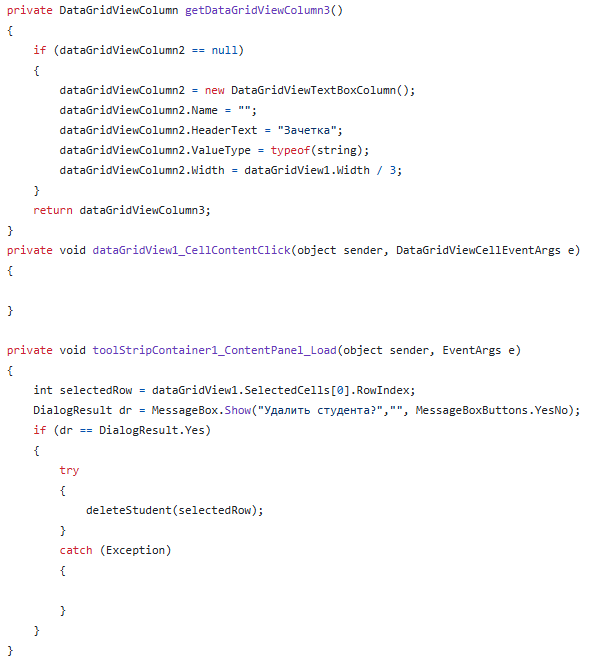 private DataGridViewColumn getDataGridViewColumn3()
{
    if (dataGridViewColumn2 == null)
    {
        dataGridViewColumn2 = new DataGridViewTextBoxColumn();
        dataGridViewColumn2.Name = "";
        dataGridViewColumn2.HeaderText = "Зачетка";
        dataGridViewColumn2.ValueType = typeof(string);
        dataGridViewColumn2.Width = dataGridView1.Width / 3;
    }
    return dataGridViewColumn3;
}
private void dataGridView1_CellContentClick(object sender, DataGridViewCellEventArgs e)
{

}

private void toolStripContainer1_ContentPanel_Load(object sender, EventArgs e)
{
    int selectedRow = dataGridView1.SelectedCells[0].RowIndex;
    DialogResult dr = MessageBox.Show("Удалить студента?","", MessageBoxButtons.YesNo);
    if (dr == DialogResult.Yes)
    {
        try
        {
            deleteStudent(selectedRow);
        }
        catch (Exception)
        {

        }
    }
}